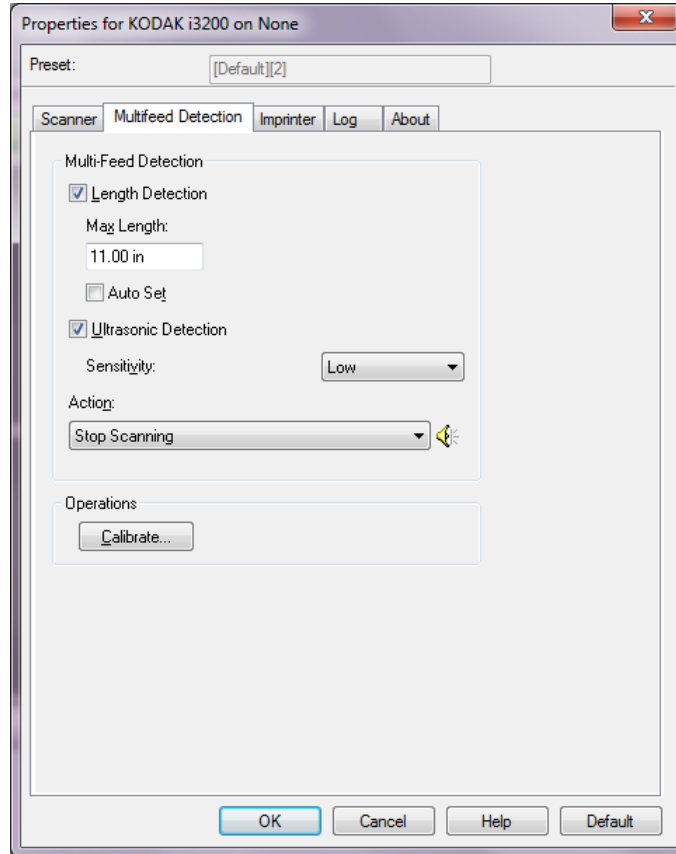 Properties for KODAK i3200 on None
Preset: [Default][2]
Scanner Multifeed Detection Imprinter Log About
Multi-Feed Detection
Length Detection
Max Length:
11.00 in
Auto Set
Ultrasonic Detection
Sensitivity: Low
Action:
Stop Scanning
Operations
Calibrate...
OK Cancel Help Default